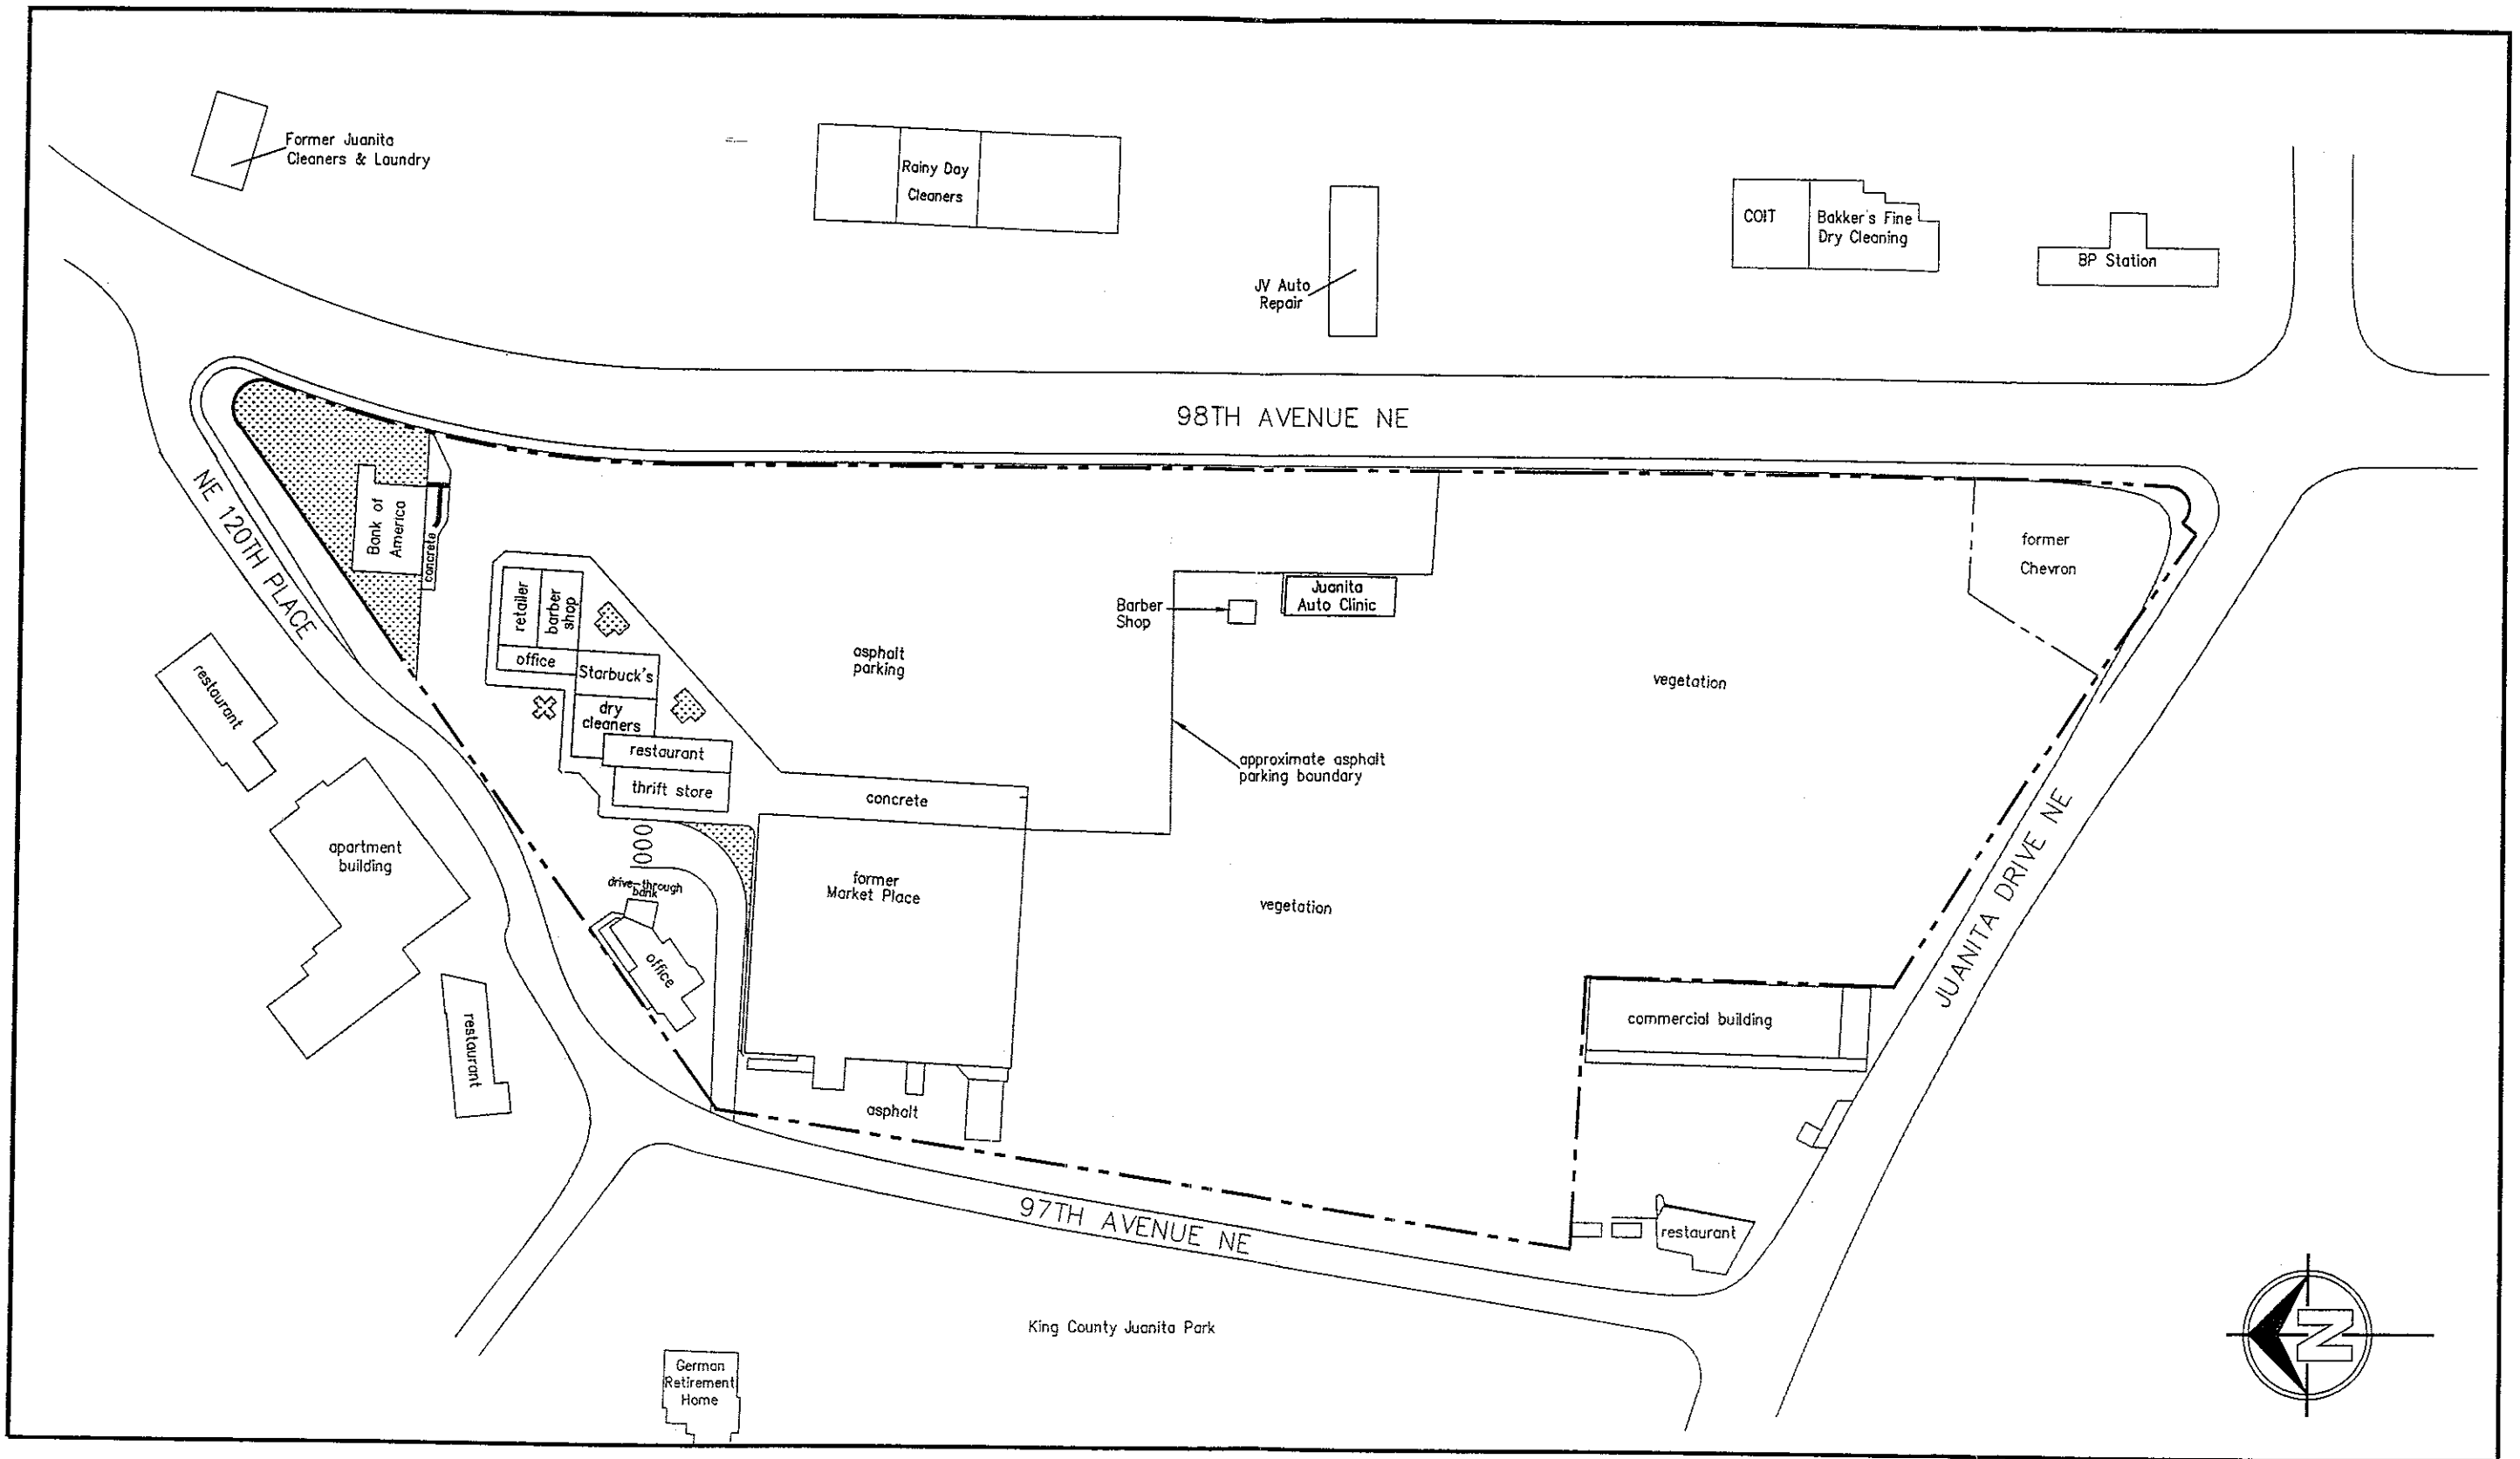 Former Juanita
Cleaners & Laundry
Rainy Day
Cleaners
JV Auto
Repair
COIT
Bakker's Fine
Dry Cleaning
BP Station
98TH AVENUE NE
NE 120TH PLACE
Bank of
America
concrete
retailer
barber
shop
office
Starbuck's
dry
cleaners
restaurant
thrift store
asphalt
parking
Barber
Shop
Juanita
Auto Clinic
former
Chevron
vegetation
approximate asphalt
parking boundary
concrete
restaurant
apartment
building
restaurant
drive-through
bank
office
former
Market Place
vegetation
JUANITA DRIVE NE
commercial building
asphalt
97TH AVENUE NE
restaurant
King County Juanita Park
German
Retirement
Home
N